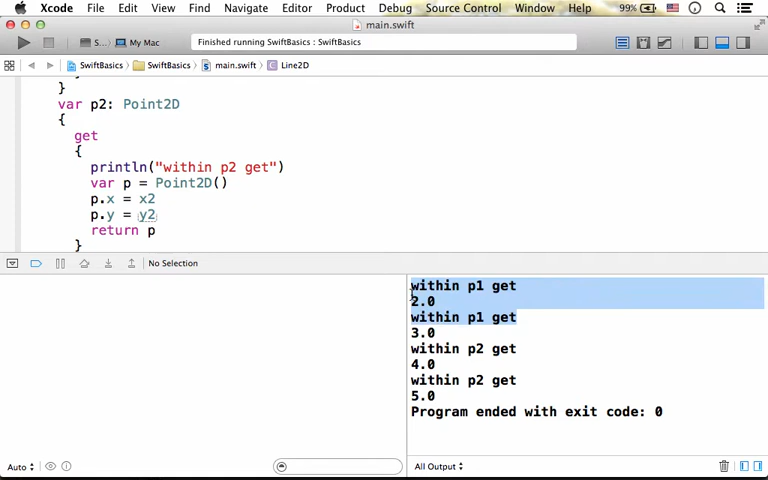 Xcode File Edit View Find Navigate Editor Product Debug Source Control Window Help 99%
main.swift
S... My Mac Finished running SwiftBasics : SwiftBasics
SwiftBasics SwiftBasics main.swift C Line2D
}
var p2: Point2D
{
get
{
println("within p2 get")
var p = Point2D()
p.x = x2
p.y = y2
return p
}
No Selection
within p1 get
2.0
within p1 get
3.0
within p2 get
4.0
within p2 get
5.0
Program ended with exit code: 0
Auto
All Output